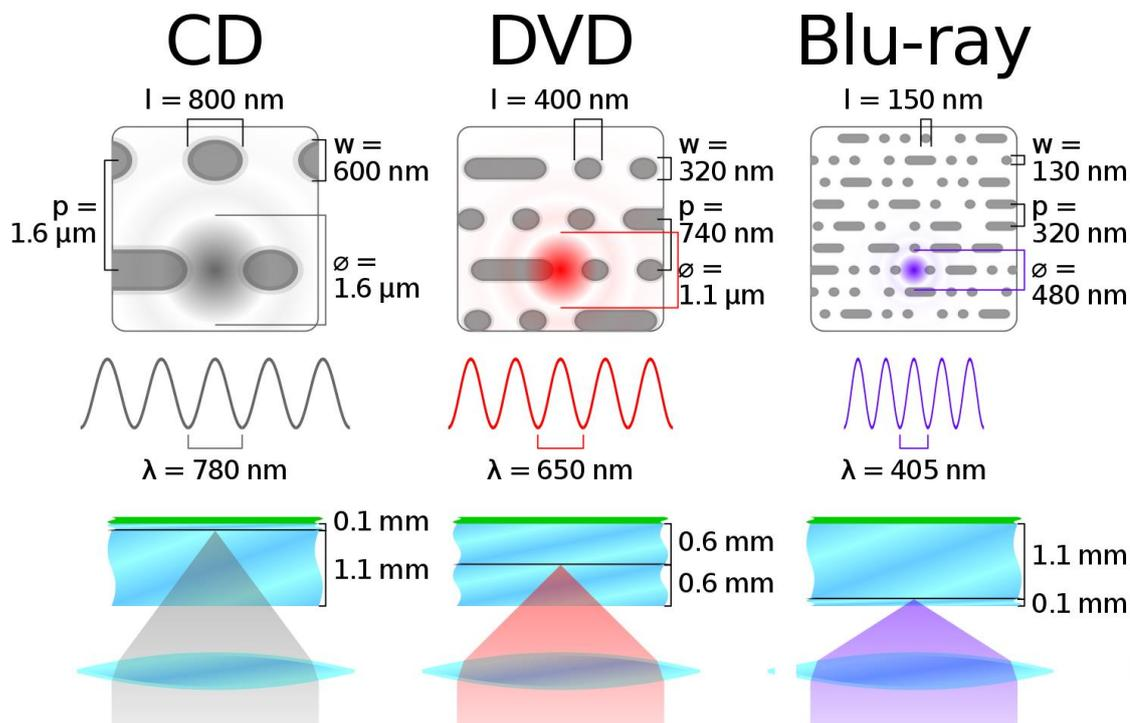 CD
DVD
Blu-ray
l = 800 nm
l = 400 nm
l = 150 nm
w =
600 nm
p =
1.6 µm
⌀ =
1.6 µm
w =
320 nm
p =
740 nm
⌀ =
1.1 µm
w =
130 nm
p =
320 nm
⌀ =
480 nm
λ = 780 nm
λ = 650 nm
λ = 405 nm
0.1 mm
1.1 mm
0.6 mm
0.6 mm
1.1 mm
0.1 mm